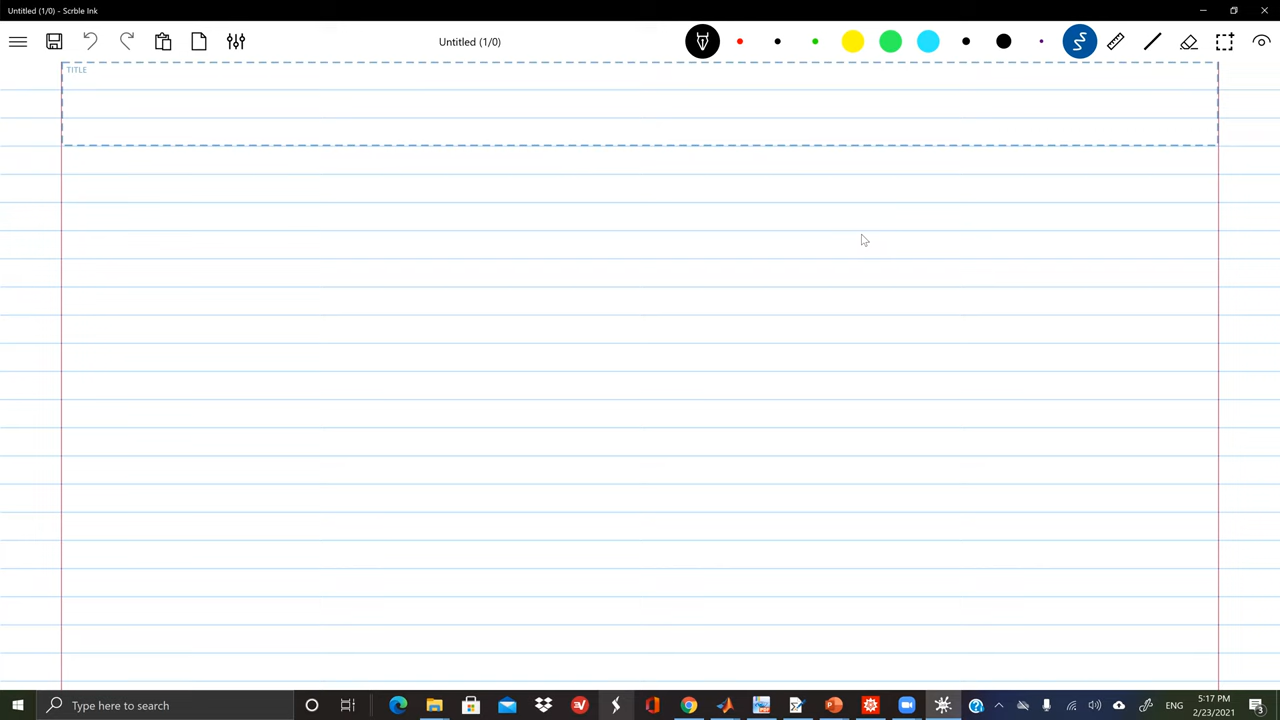 Untitled (1/0) - Scrble Ink
Untitled (1/0)
TITLE
Type here to search
ENG
5:17 PM
2/23/2021
3